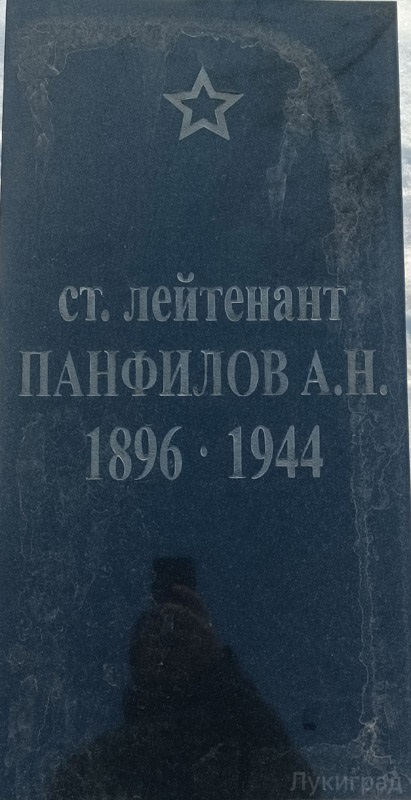 ст. лейтенант
ПАНФИЛОВ А.Н.
1896 · 1944
Лукиград